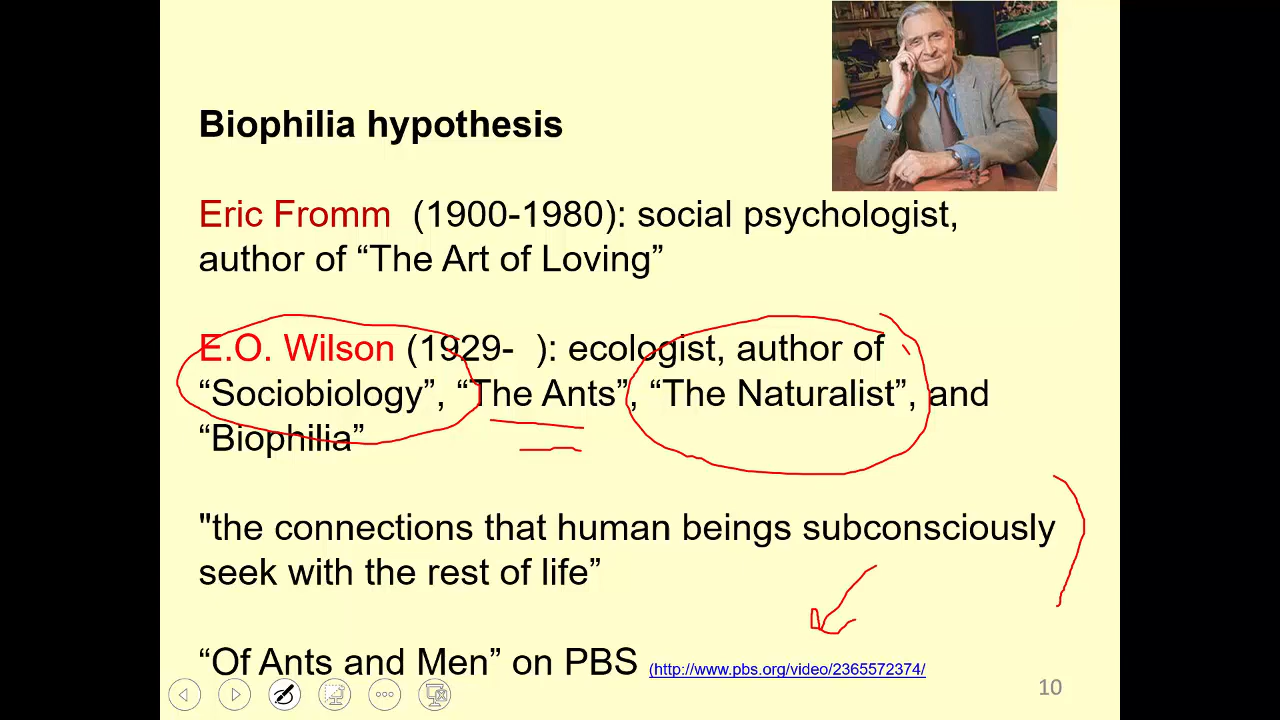 Biophilia hypothesis
Eric Fromm (1900-1980): social psychologist,
author of “The Art of Loving”
E.O. Wilson (1929- ): ecologist, author of
“Sociobiology”, “The Ants”, “The Naturalist”, and
“Biophilia”
"the connections that human beings subconsciously
seek with the rest of life”
“Of Ants and Men” on PBS (http://www.pbs.org/video/2365572374/
10